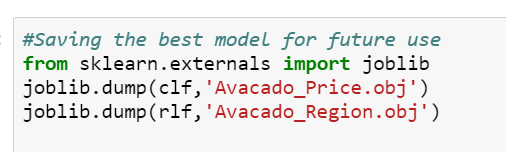 #Saving the best model for future use
from sklearn.externals import joblib
joblib.dump(clf,'Avacado_Price.obj')
joblib.dump(rlf,'Avacado_Region.obj')